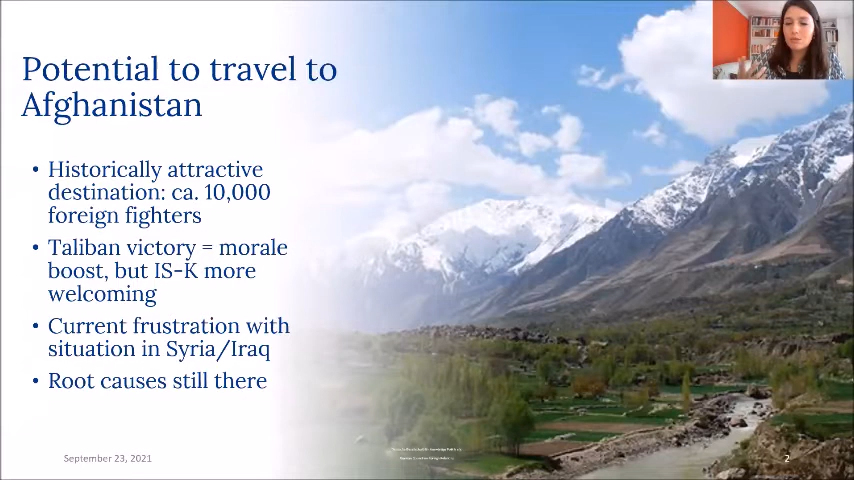 Potential to travel to
Afghanistan
• Historically attractive
destination: ca. 10,000
foreign fighters
• Taliban victory = morale
boost, but IS-K more
welcoming
• Current frustration with
situation in Syria/Iraq
• Root causes still there
September 23, 2021
2